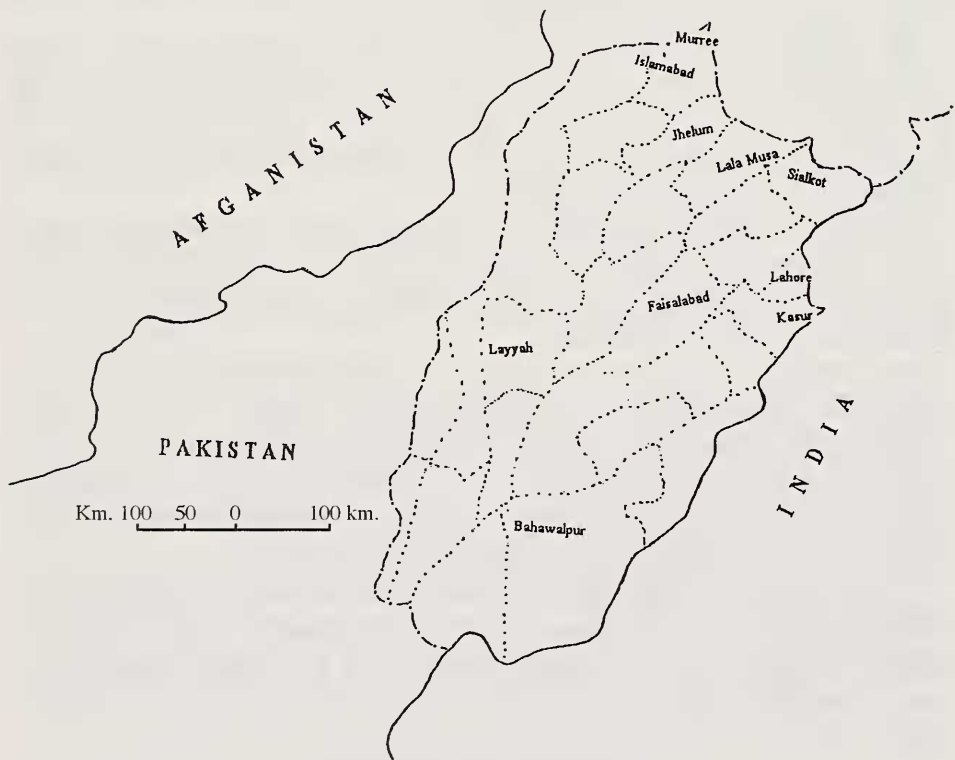 Murree
Islamabad
AFGANISTAN
Jhelum
Lala Musa
Sialkot
Lahore
Faisalabad
Kasur
Layyah
INDIA
PAKISTAN
Km. 100 50 0 100 km.
Bahawalpur